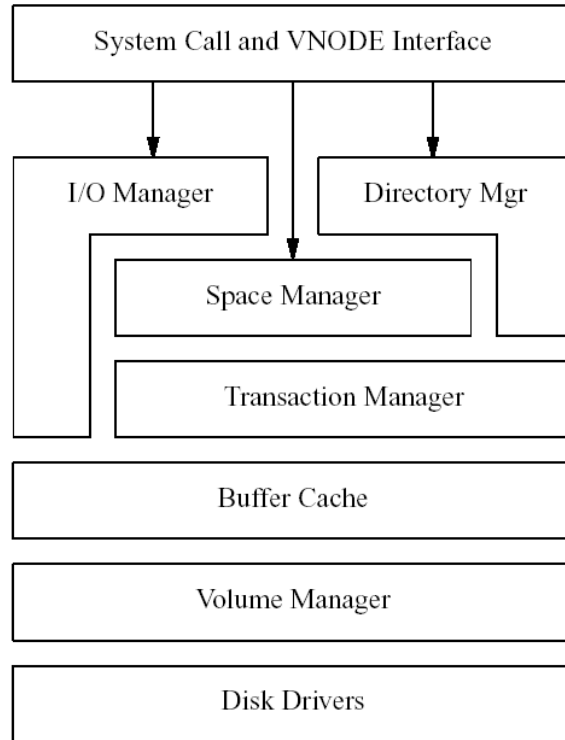 System Call and VNODE Interface
I/O Manager
Directory Mgr
Space Manager
Transaction Manager
Buffer Cache
Volume Manager
Disk Drivers